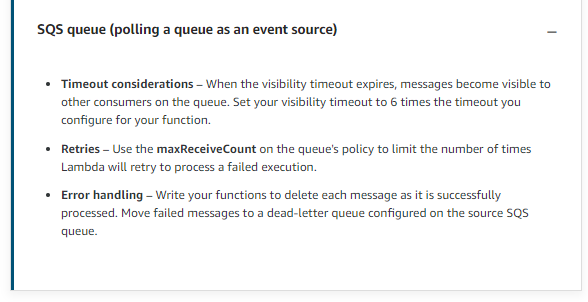 SQS queue (polling a queue as an event source)
–
• Timeout considerations – When the visibility timeout expires, messages become visible to
other consumers on the queue. Set your visibility timeout to 6 times the timeout you
configure for your function.
• Retries – Use the maxReceiveCount on the queue's policy to limit the number of times
Lambda will retry to process a failed execution.
• Error handling – Write your functions to delete each message as it is successfully
processed. Move failed messages to a dead-letter queue configured on the source SQS
queue.